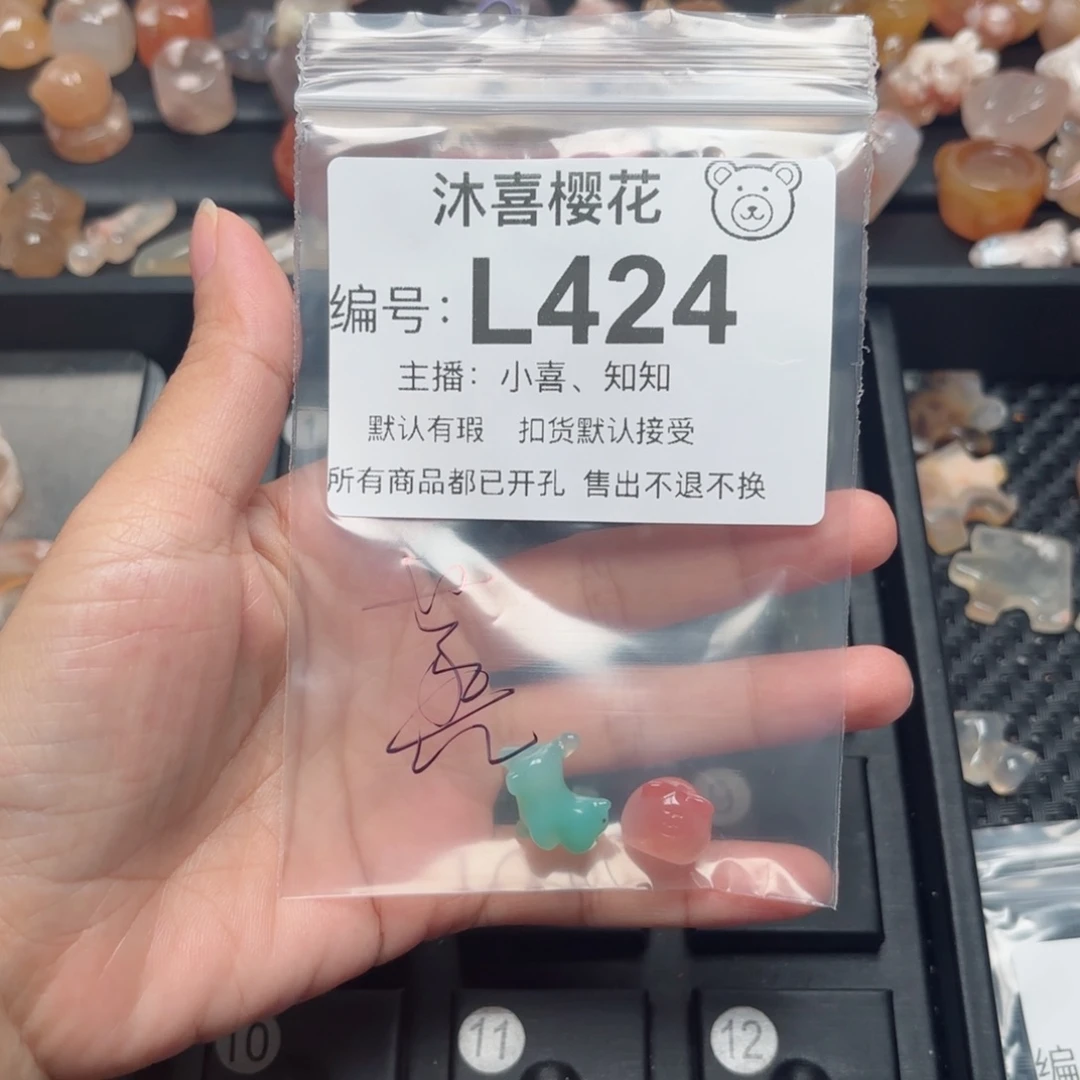 沐喜樱花
编号：L424
主播：小喜、知知
默认有瑕 扣货默认接受
所有商品都已开孔 售出不退不换
10
11
12
编